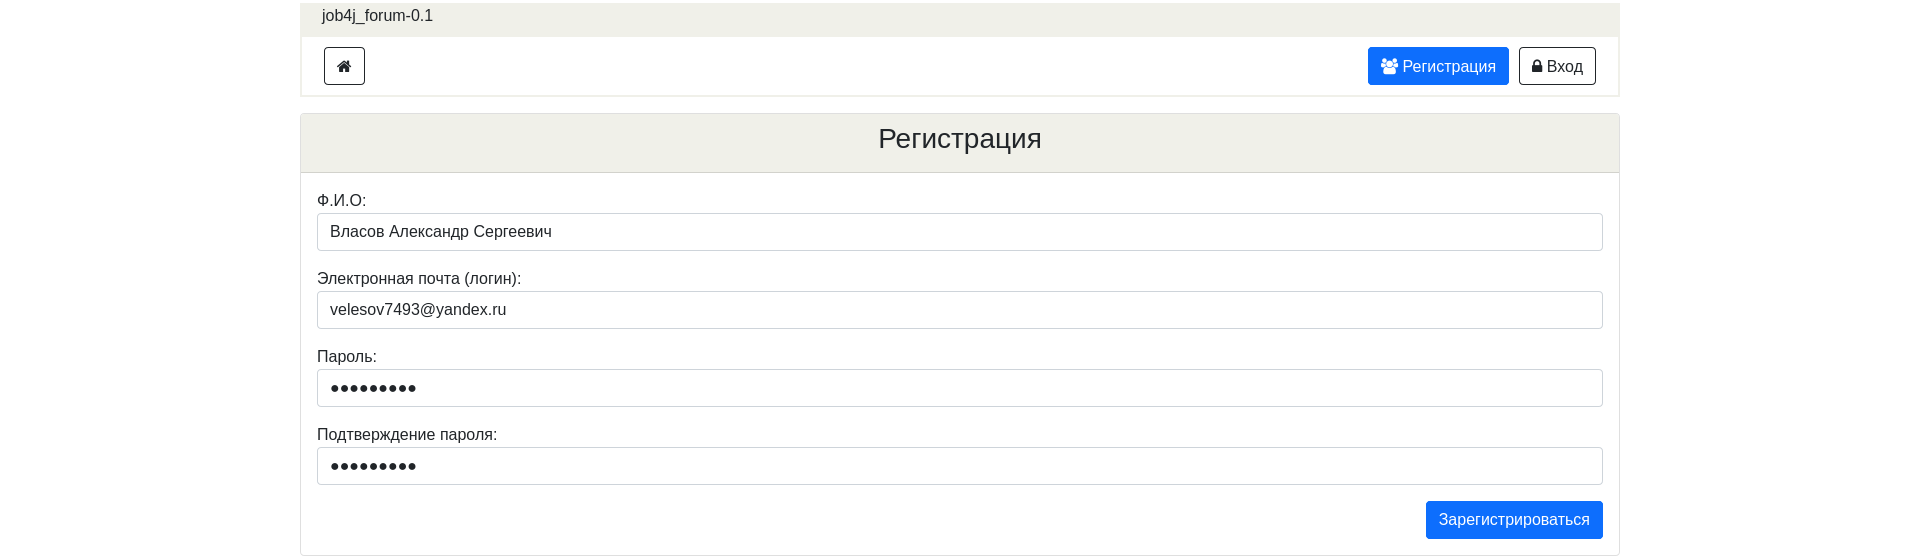 job4j_forum-0.1
Регистрация Вход
Регистрация
Ф.И.О:
Власов Александр Сергеевич
Электронная почта (логин):
velesov7493@yandex.ru
Пароль:
●●●●●●●●●
Подтверждение пароля:
●●●●●●●●●
Зарегистрироваться